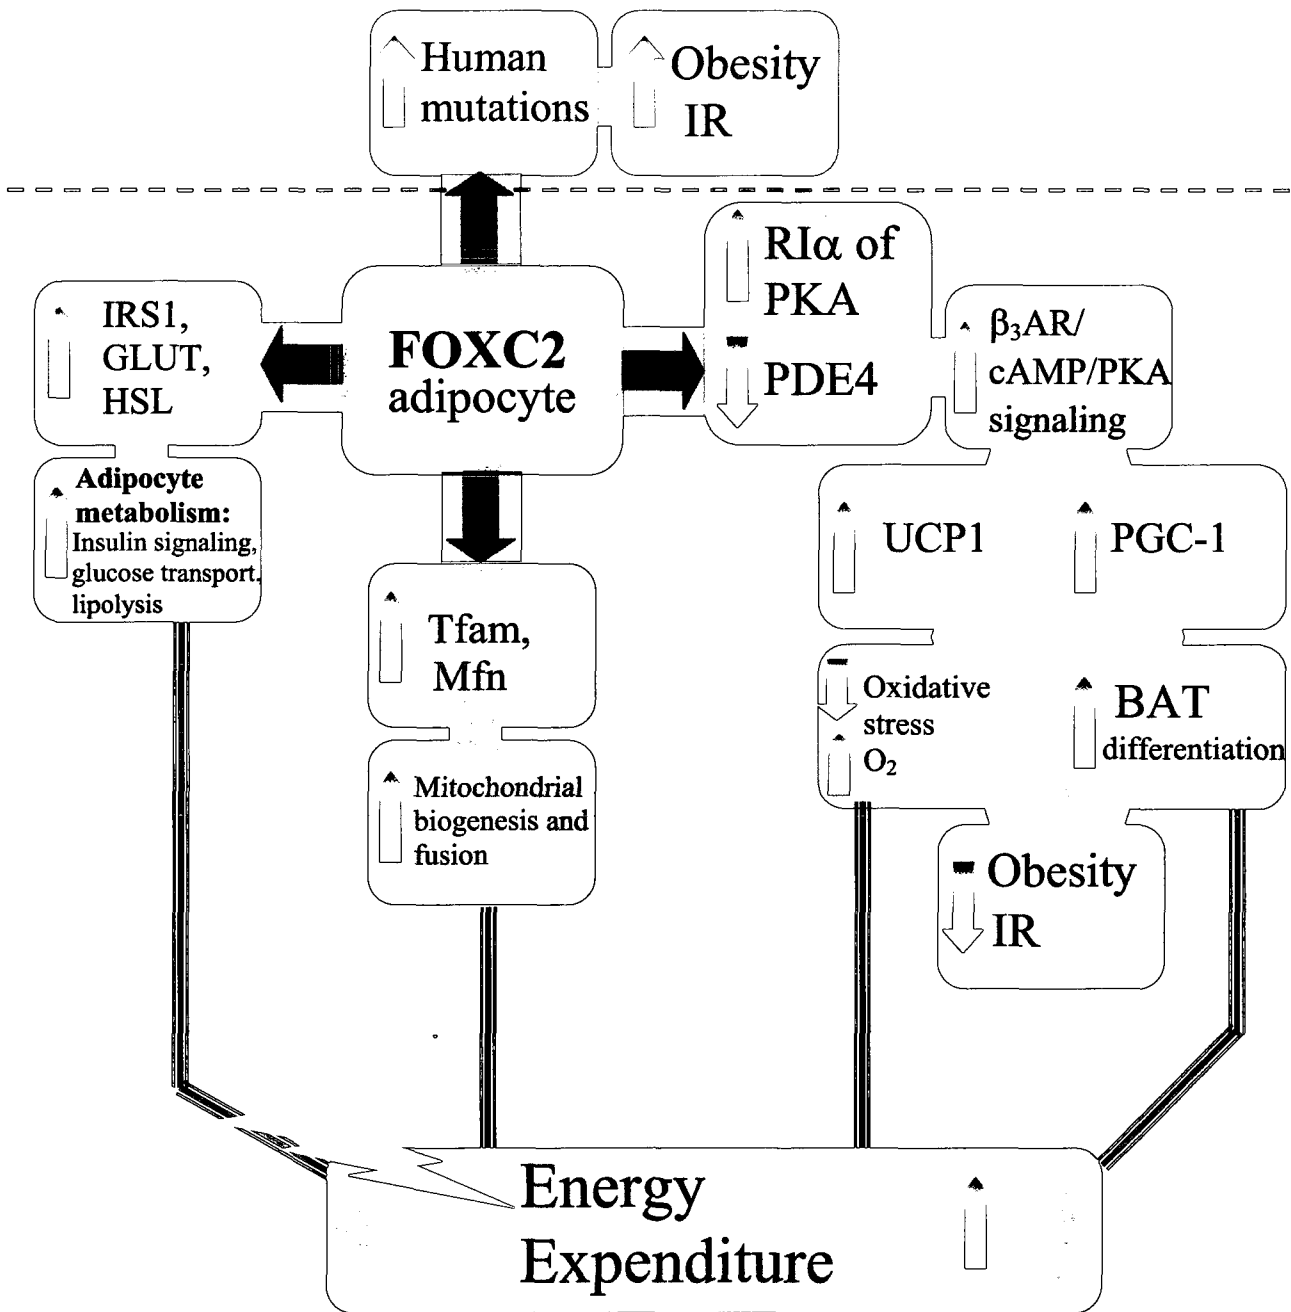 Human
mutations
Obesity
IR
FOXC2
adipocyte
IRS1,
GLUT,
HSL
Adipocyte
metabolism:
Insulin signaling,
glucose transport,
lipolysis
Tfam,
Mfn
Mitochondrial
biogenesis and
fusion
RIα of
PKA
PDE4
β₃AR/
cAMP/PKA
signaling
UCP1
PGC-1
Oxidative
stress
O₂
BAT
differentiation
Obesity
IR
Energy
Expenditure